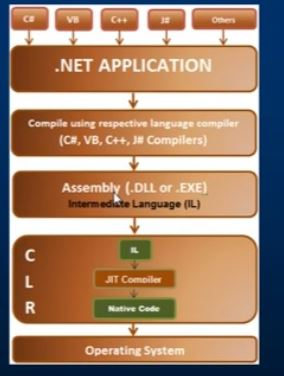 C#
VB
C++
J#
Others
.NET APPLICATION
Compile using respective language compiler
(C#, VB, C++, J# Compilers)
Assembly (.DLL or .EXE)
Intermediate Language (IL)
C
L
R
IL
JIT Compiler
Native Code
Operating System